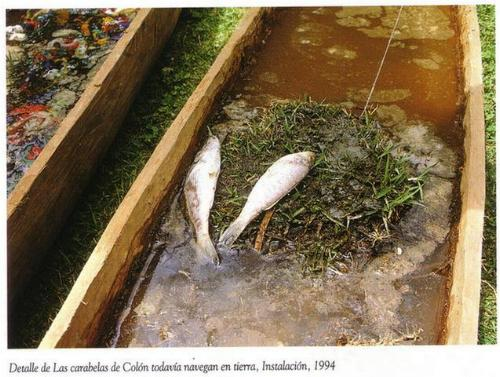 Detalle de Las carabelas de Colón todavía navegan en tierra, Instalación, 1994